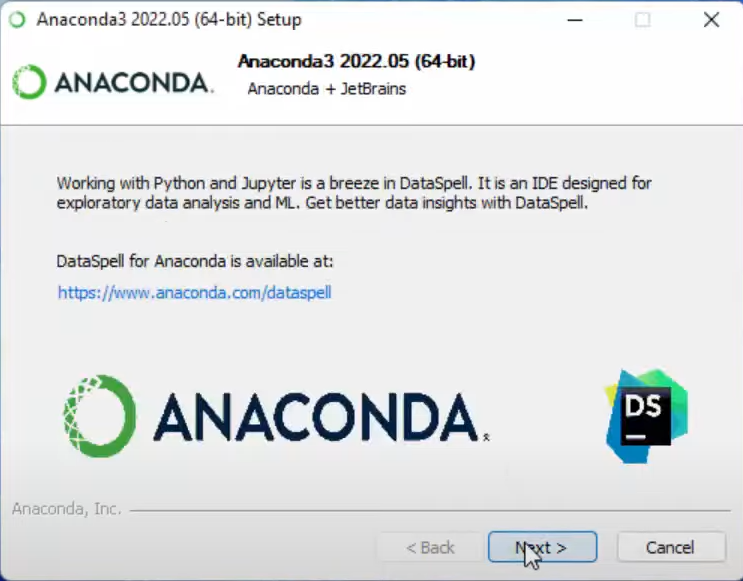 Anaconda3 2022.05 (64-bit) Setup
Anaconda3 2022.05 (64-bit)
ANACONDA.
Anaconda + JetBrains
Working with Python and Jupyter is a breeze in DataSpell. It is an IDE designed for
exploratory data analysis and ML. Get better data insights with DataSpell.
DataSpell for Anaconda is available at:
https://www.anaconda.com/dataspell
ANACONDA.
DS
Anaconda, Inc.
< Back
Next >
Cancel